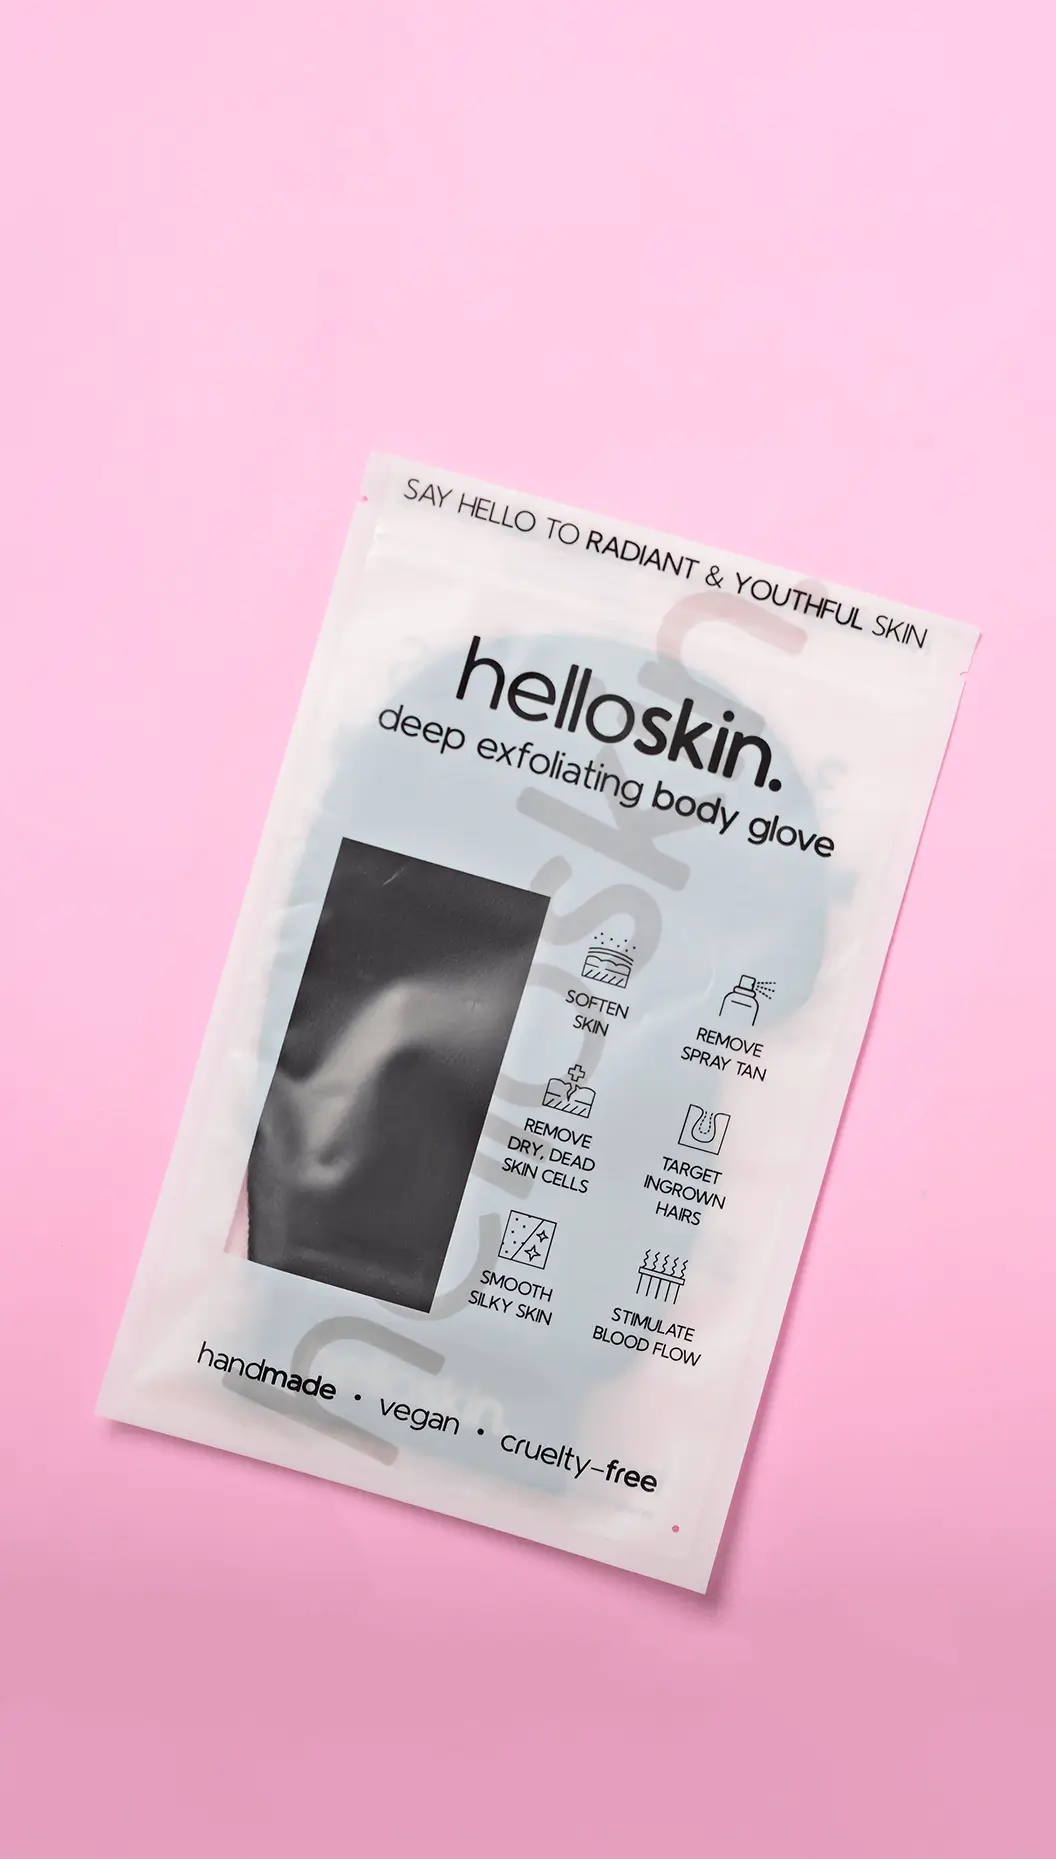 SAY HELLO TO RADIANT & YOUTHFUL SKIN
helloskin.
deep exfoliating body glove
SOFTEN
SKIN
REMOVE
SPRAY TAN
REMOVE
DRY, DEAD
SKIN CELLS
TARGET
INGROWN
HAIRS
SMOOTH
SILKY SKIN
STIMULATE
BLOOD FLOW
handmade • vegan • cruelty-free
helloskin.